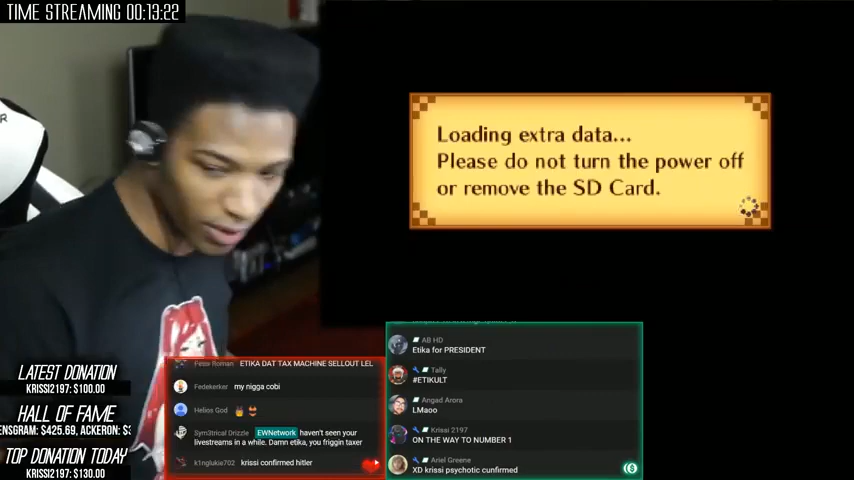 TIME STREAMING 00:13:22
Loading extra data...
Please do not turn the power off
or remove the SD Card.
LATEST DONATION
KRISSI2197: $100.00
HALL OF FAME
ENSGRAM: $425.69, ACKERON: $3
TOP DONATION TODAY
KRISSI2197: $130.00
Roman ETIKA DAT TAX MACHINE SELLOUT LEL
Fedekerker my nigga cobi
Helios God
Sym3trical Drizzle EWNetwork haven't seen your
livestreams in a while. Damn etika, you friggin taxer
k1nglukie702 krissi confirmed hitler
AB HD
Etika for PRESIDENT
Tally
#ETIKULT
Angad Arora
LMaoo
Krissi 2197
ON THE WAY TO NUMBER 1
Ariel Greene
XD krissi psychotic cunfirmed